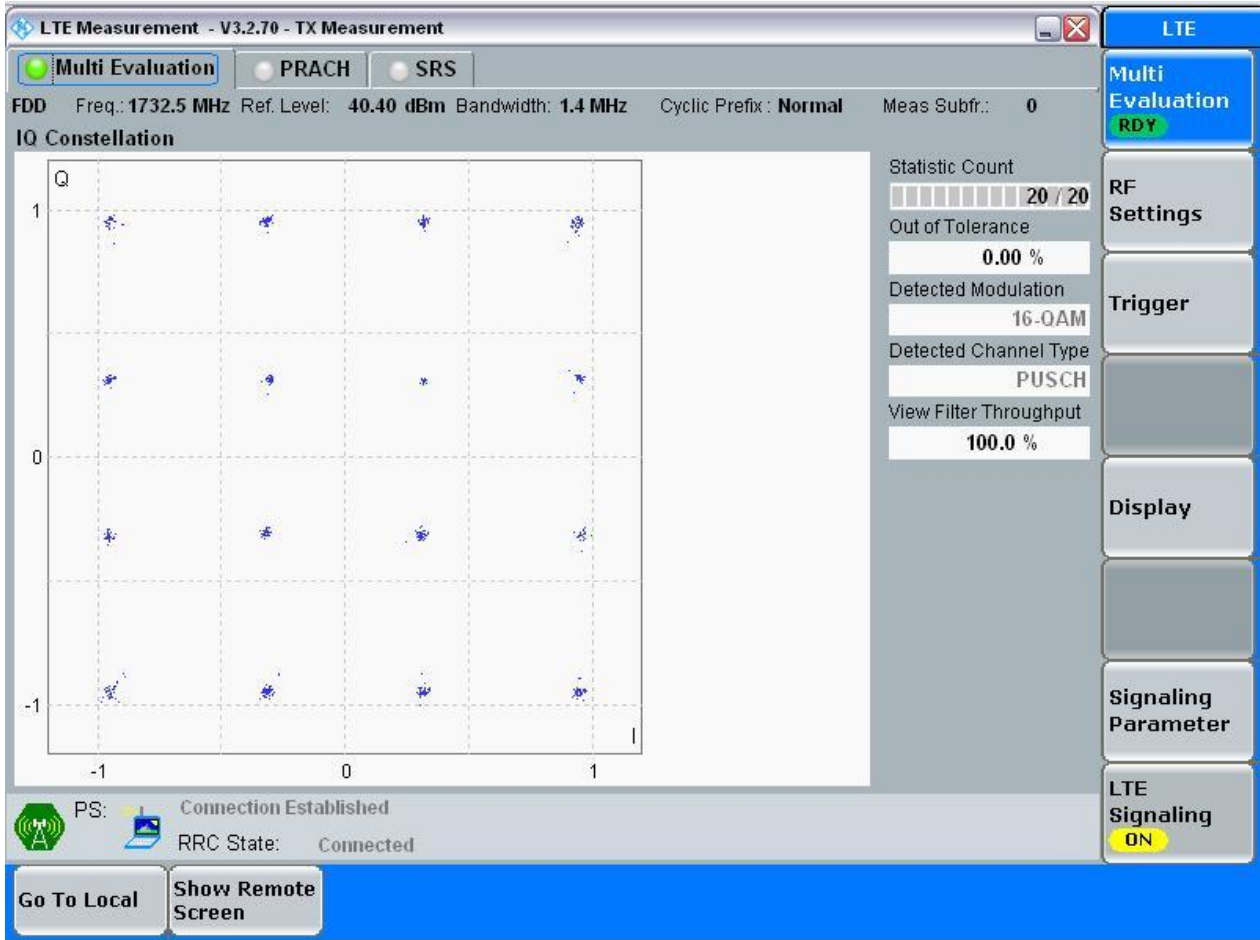 LTE Measurement - V3.2.70 - TX Measurement
LTE
Multi Evaluation PRACH SRS
FDD Freq.: 1732.5 MHz Ref. Level: 40.40 dBm Bandwidth: 1.4 MHz Cyclic Prefix : Normal Meas Subfr.: 0
IQ Constellation
Q
1
0
-1
-1 0 1
I
Statistic Count
20 / 20
Out of Tolerance
0.00 %
Detected Modulation
16-QAM
Detected Channel Type
PUSCH
View Filter Throughput
100.0 %
Multi
Evaluation
RDY
RF
Settings
Trigger
Display
Signaling
Parameter
LTE
Signaling
ON
PS: Connection Established
RRC State: Connected
Go To Local
Show Remote
Screen